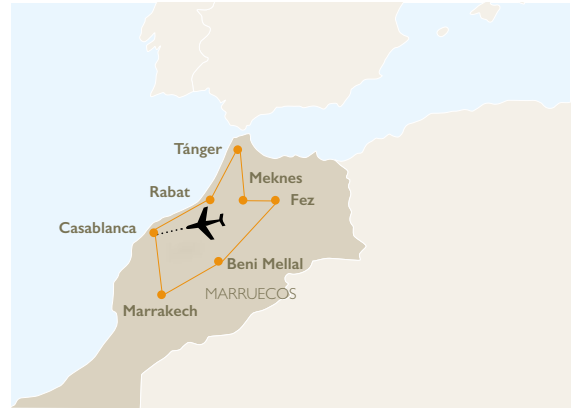 Tánger
Meknes
Rabat
Fez
Casablanca
Beni Mellal
MARRUECOS
Marrakech